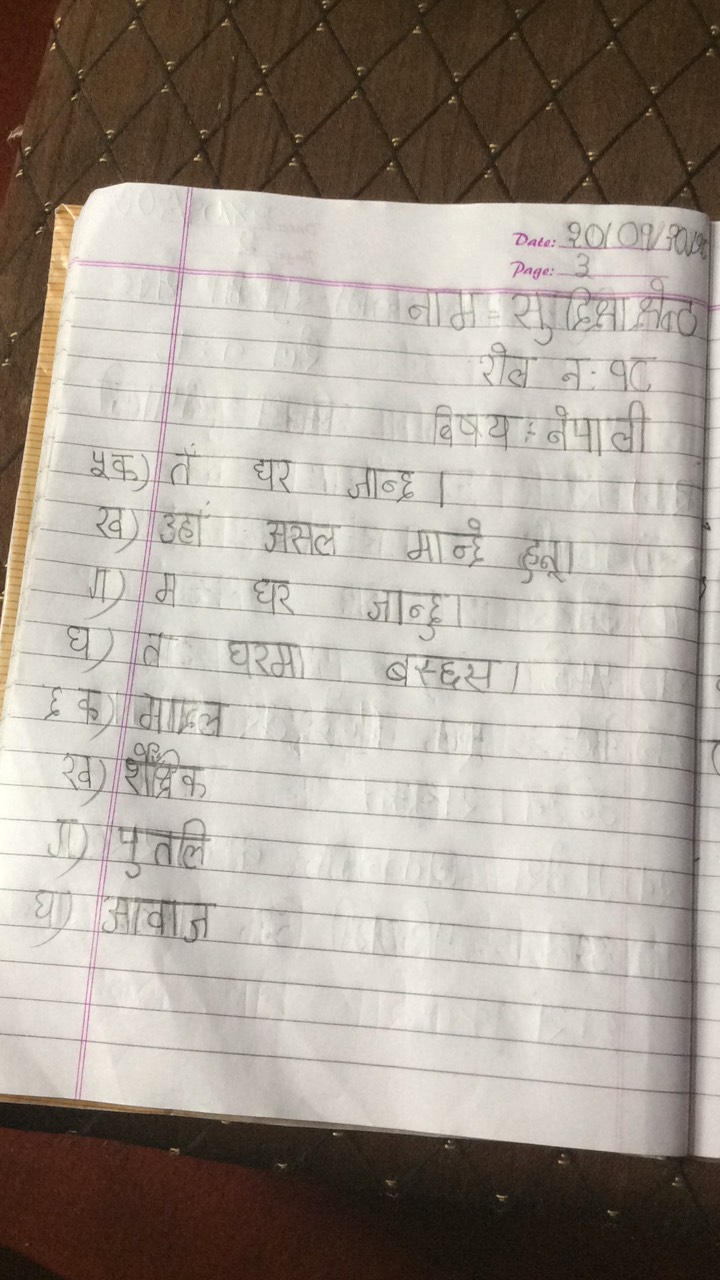 Date: २०/०१/२०७८
Page: 3
नाम = सुदिक्षा श्रेष्ठ
रोल न: १८
बिषय : नेपाली
५क) तँ घर जान्छ।
ख) उहाँ असल मान्छे हुनू।
ग) म घर जान्छु।
घ) त घरमा बस्छस।
६ क) मादल
ख)
ग) पुतलि
घ) आवाज